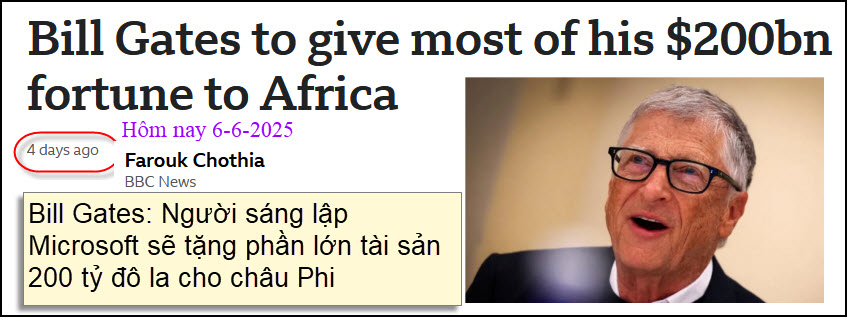 Bill Gates to give most of his $200bn
fortune to Africa
Hôm nay 6-6-2025
4 days ago
Farouk Chothia
BBC News
Bill Gates: Người sáng lập
Microsoft sẽ tặng phần lớn tài sản
200 tỷ đô la cho châu Phi